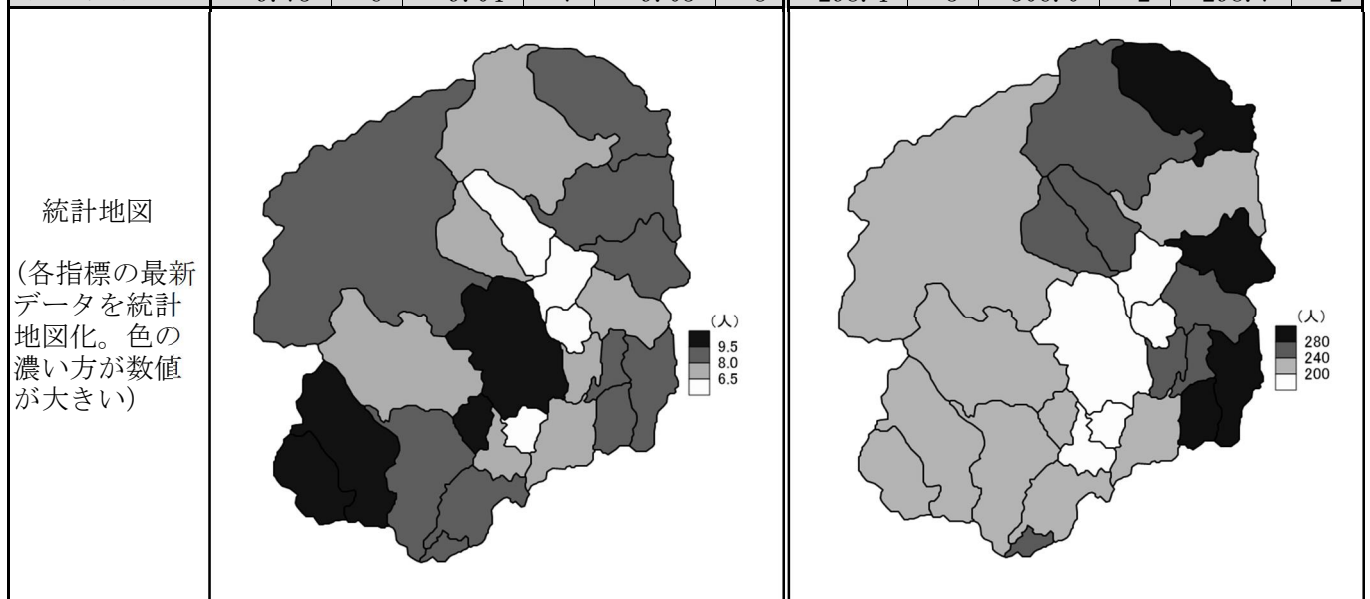 統計地図
(各指標の最新
データを統計
地図化。色の
濃い方が数値
が大きい)
(人)
9.5
8.0
6.5
(人)
280
240
200